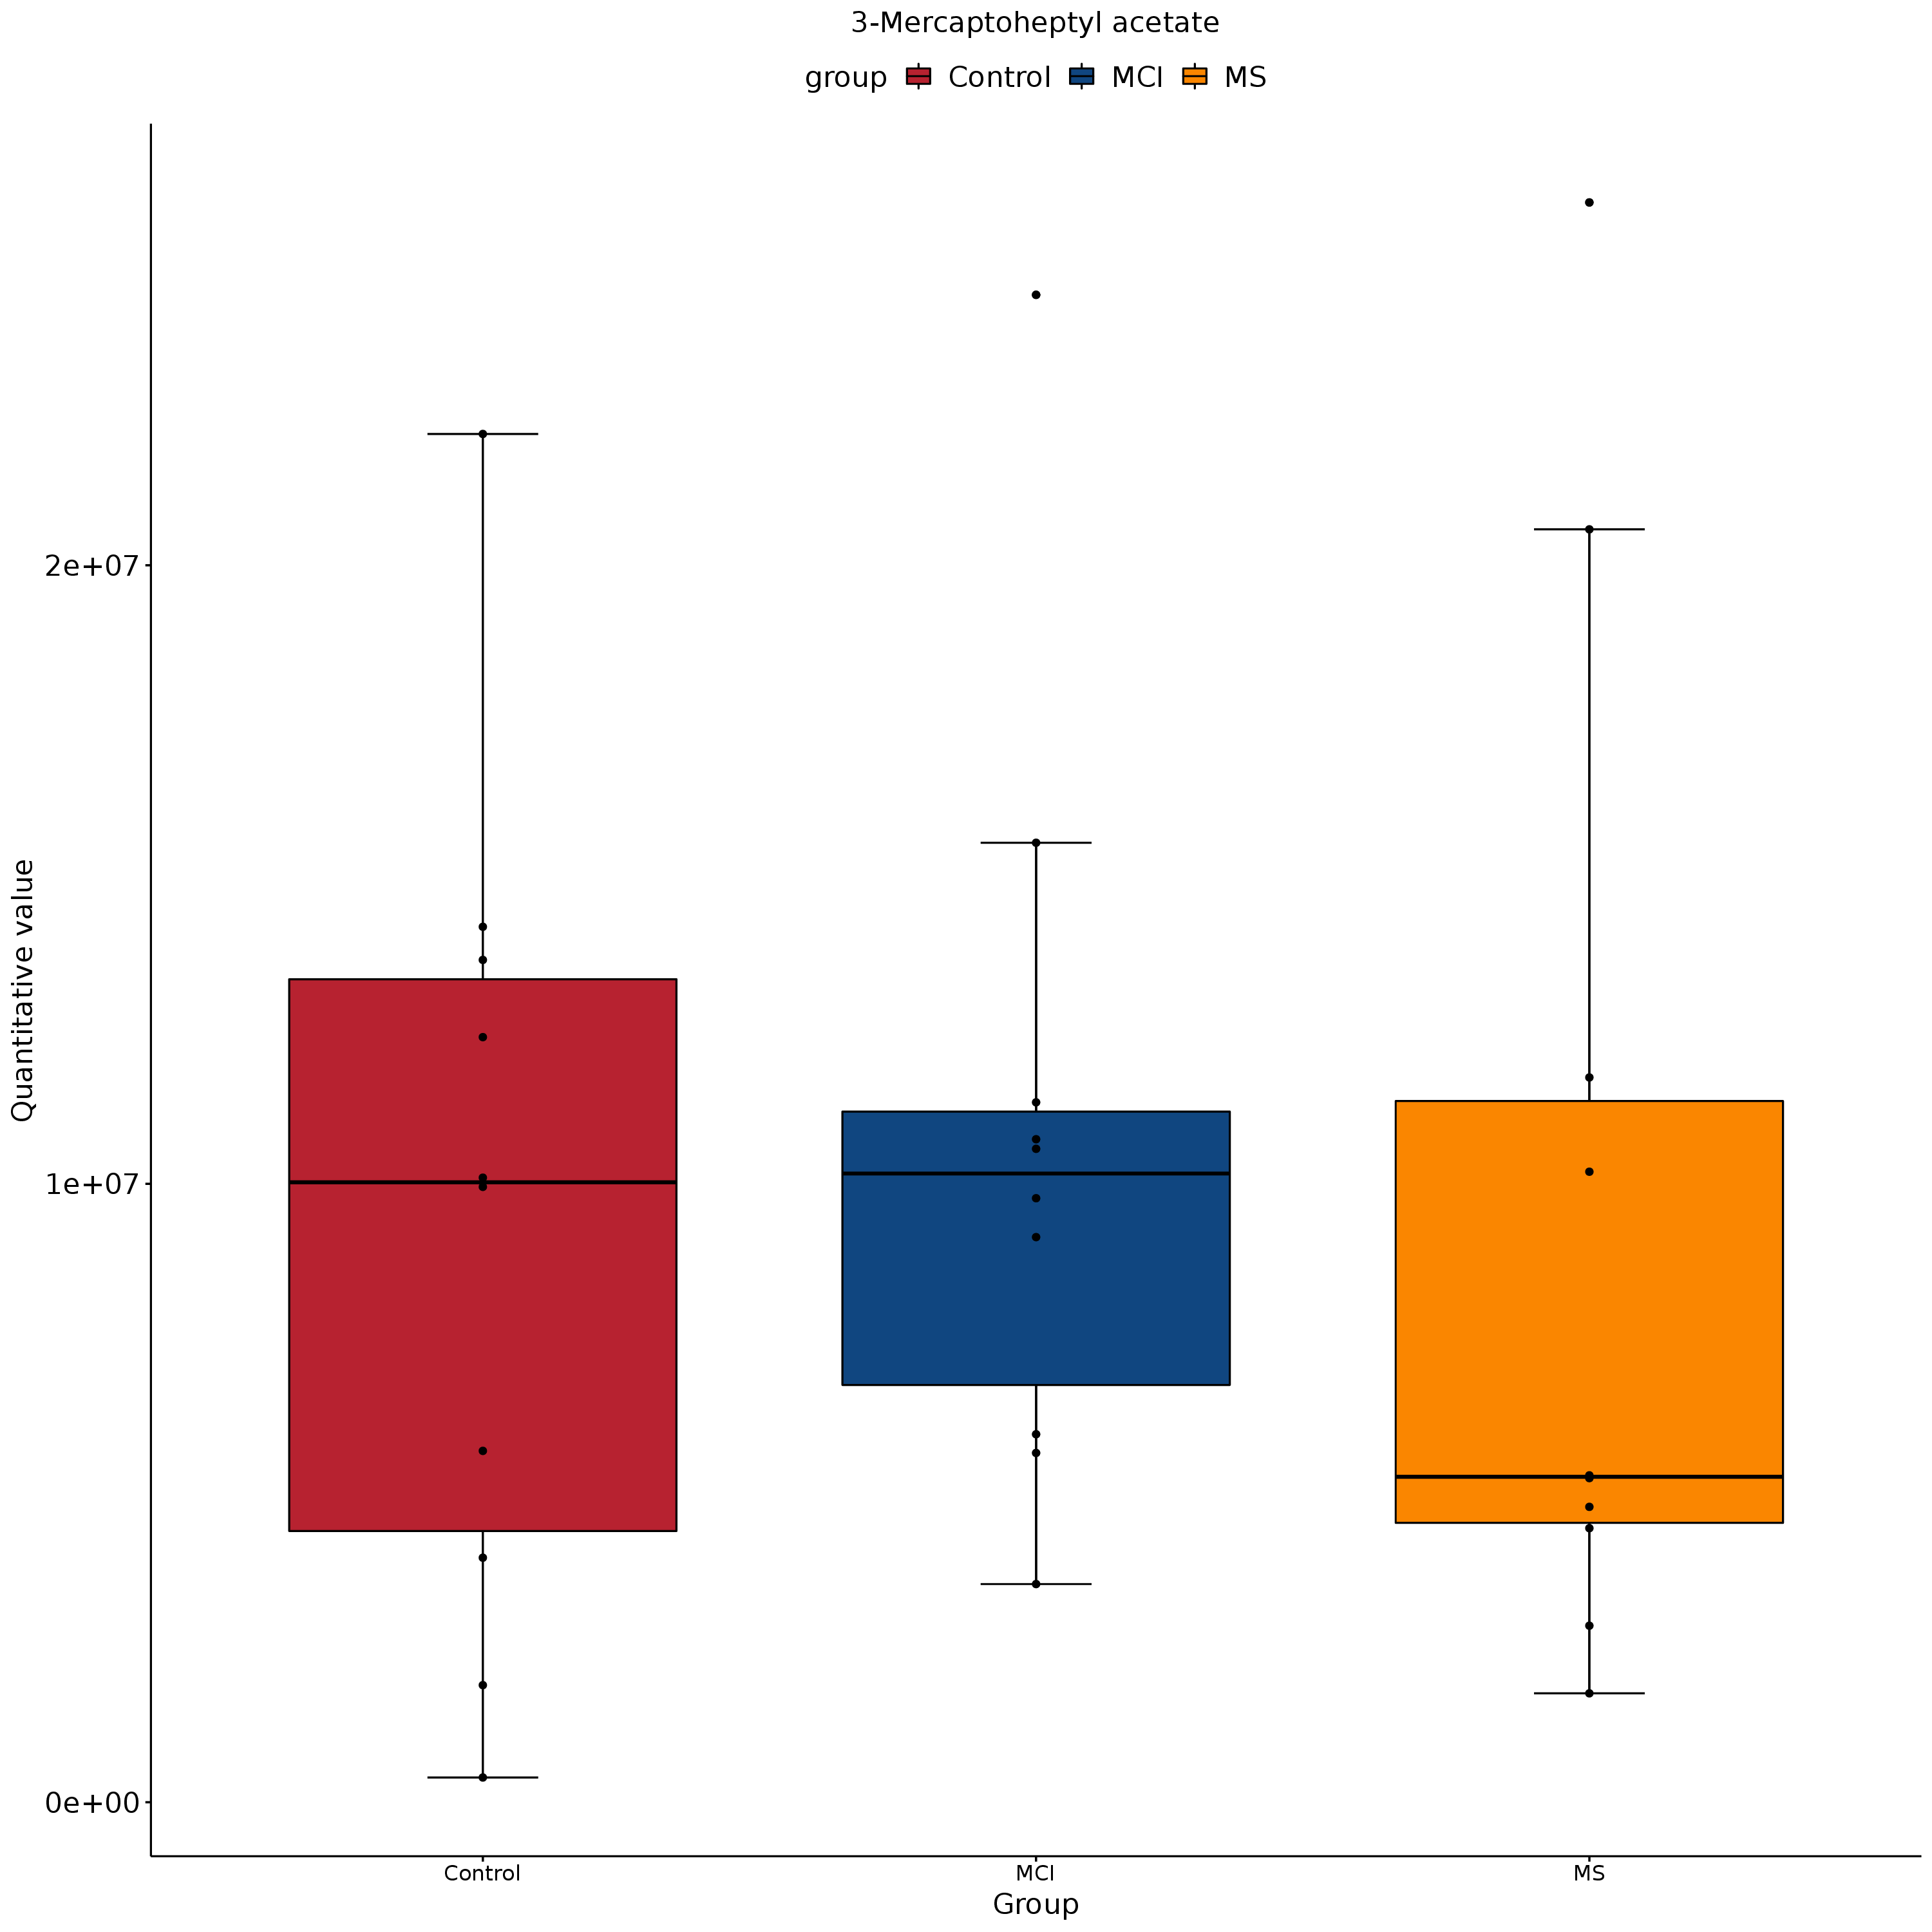 3-Mercaptoheptyl acetate
group Control MCI MS
Quantitative value
2e+07
1e+07
0e+00
Control MCI MS
Group